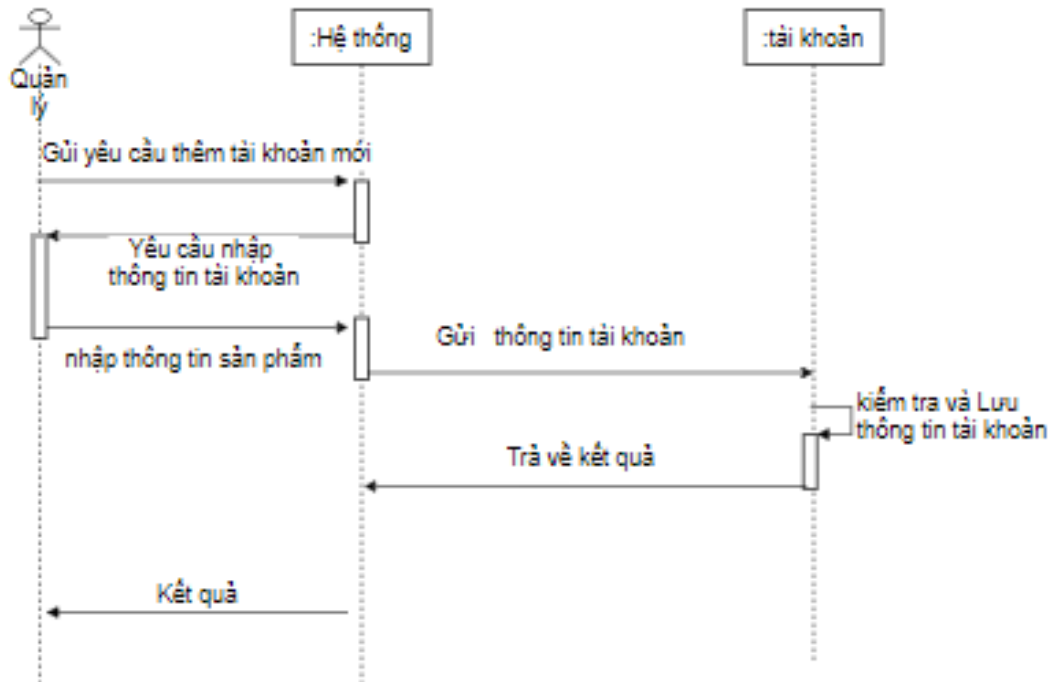 :Hệ thống
:tài khoản
Quản
lý
Gủi yêu cầu thêm tài khoản mới
Yêu cầu nhập
thông tin tài khoản
nhập thông tin sản phẩm
Gửi thông tin tài khoản
kiểm tra và Lưu
thông tin tài khoản
Trả về kết quả
Kết quả